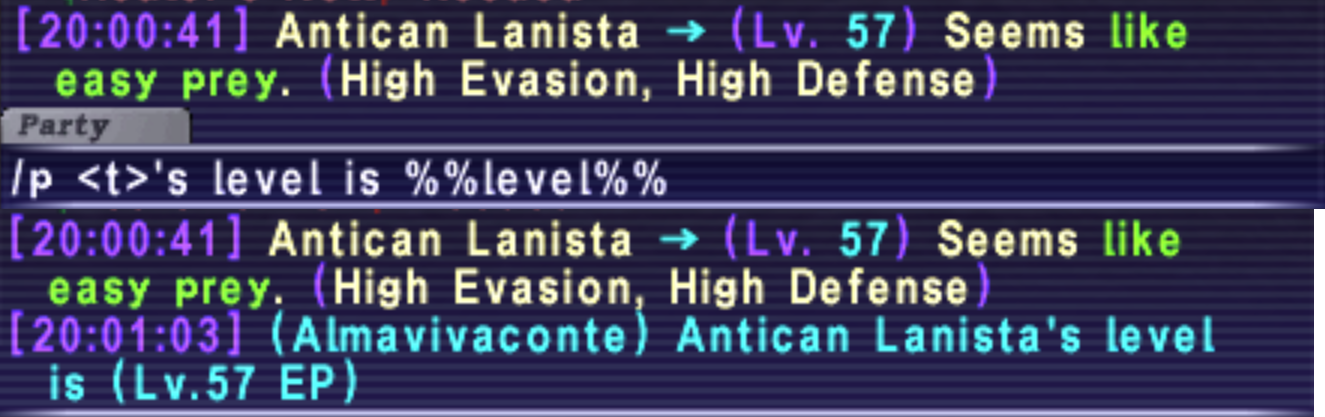 [20:00:41] Antican Lanista → (Lv. 57) Seems like
easy prey. (High Evasion, High Defense)
Party
/p <t>'s level is %%level%%
[20:00:41] Antican Lanista → (Lv. 57) Seems like
easy prey. (High Evasion, High Defense)
[20:01:03] (Almavivaconte) Antican Lanista's level
is (Lv.57 EP)